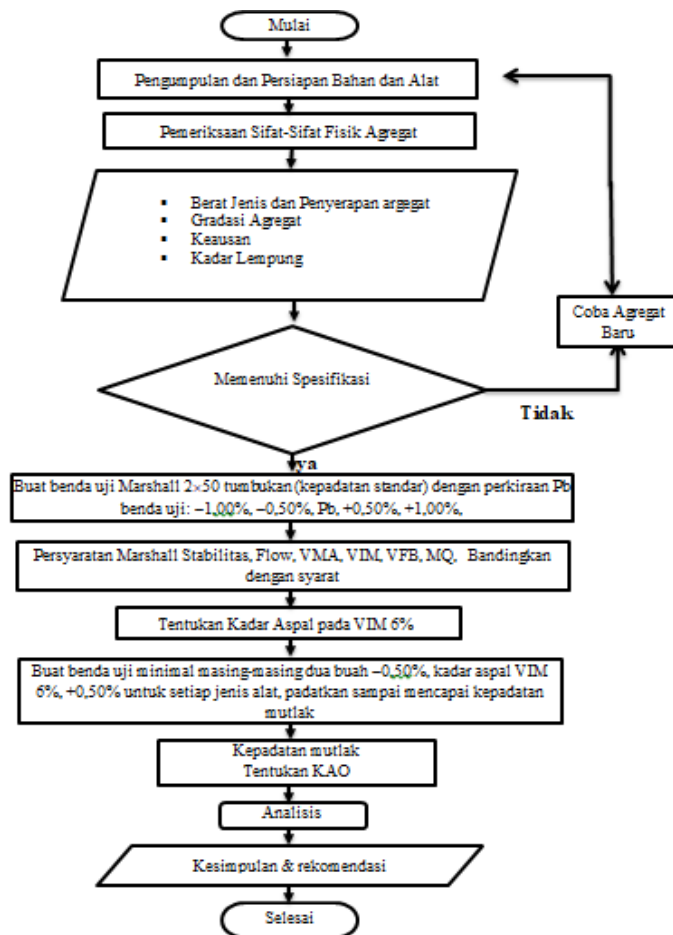 Mulai
Pengumpulan dan Persiapan Bahan dan Alat
Pemeriksaan Sifat-Sifat Fisik Agregat
▪ Berat Jenis dan Penyerapan argegat
▪ Gradasi Agregat
▪ Keausan
▪ Kadar Lempung
Coba Agregat
Baru
Memenuhi Spesifikasi
Tidak
ya
Buat benda uji Marshall 2×50 tumbukan (kepadatan standar) dengan perkiraan Pb
benda uji: –1,00%, –0,50%, Pb, +0,50%, +1,00%,
Persyaratan Marshall Stabilitas, Flow, VMA, VIM, VFB, MQ, Bandingkan
dengan syarat
Tentukan Kadar Aspal pada VIM 6%
Buat benda uji minimal masing-masing dua buah –0,50%, kadar aspal VIM
6%, +0,50% untuk setiap jenis alat, padatkan sampai mencapai kepadatan
mutlak
Kepadatan mutlak
Tentukan KAO
Analisis
Kesimpulan & rekomendasi
Selesai